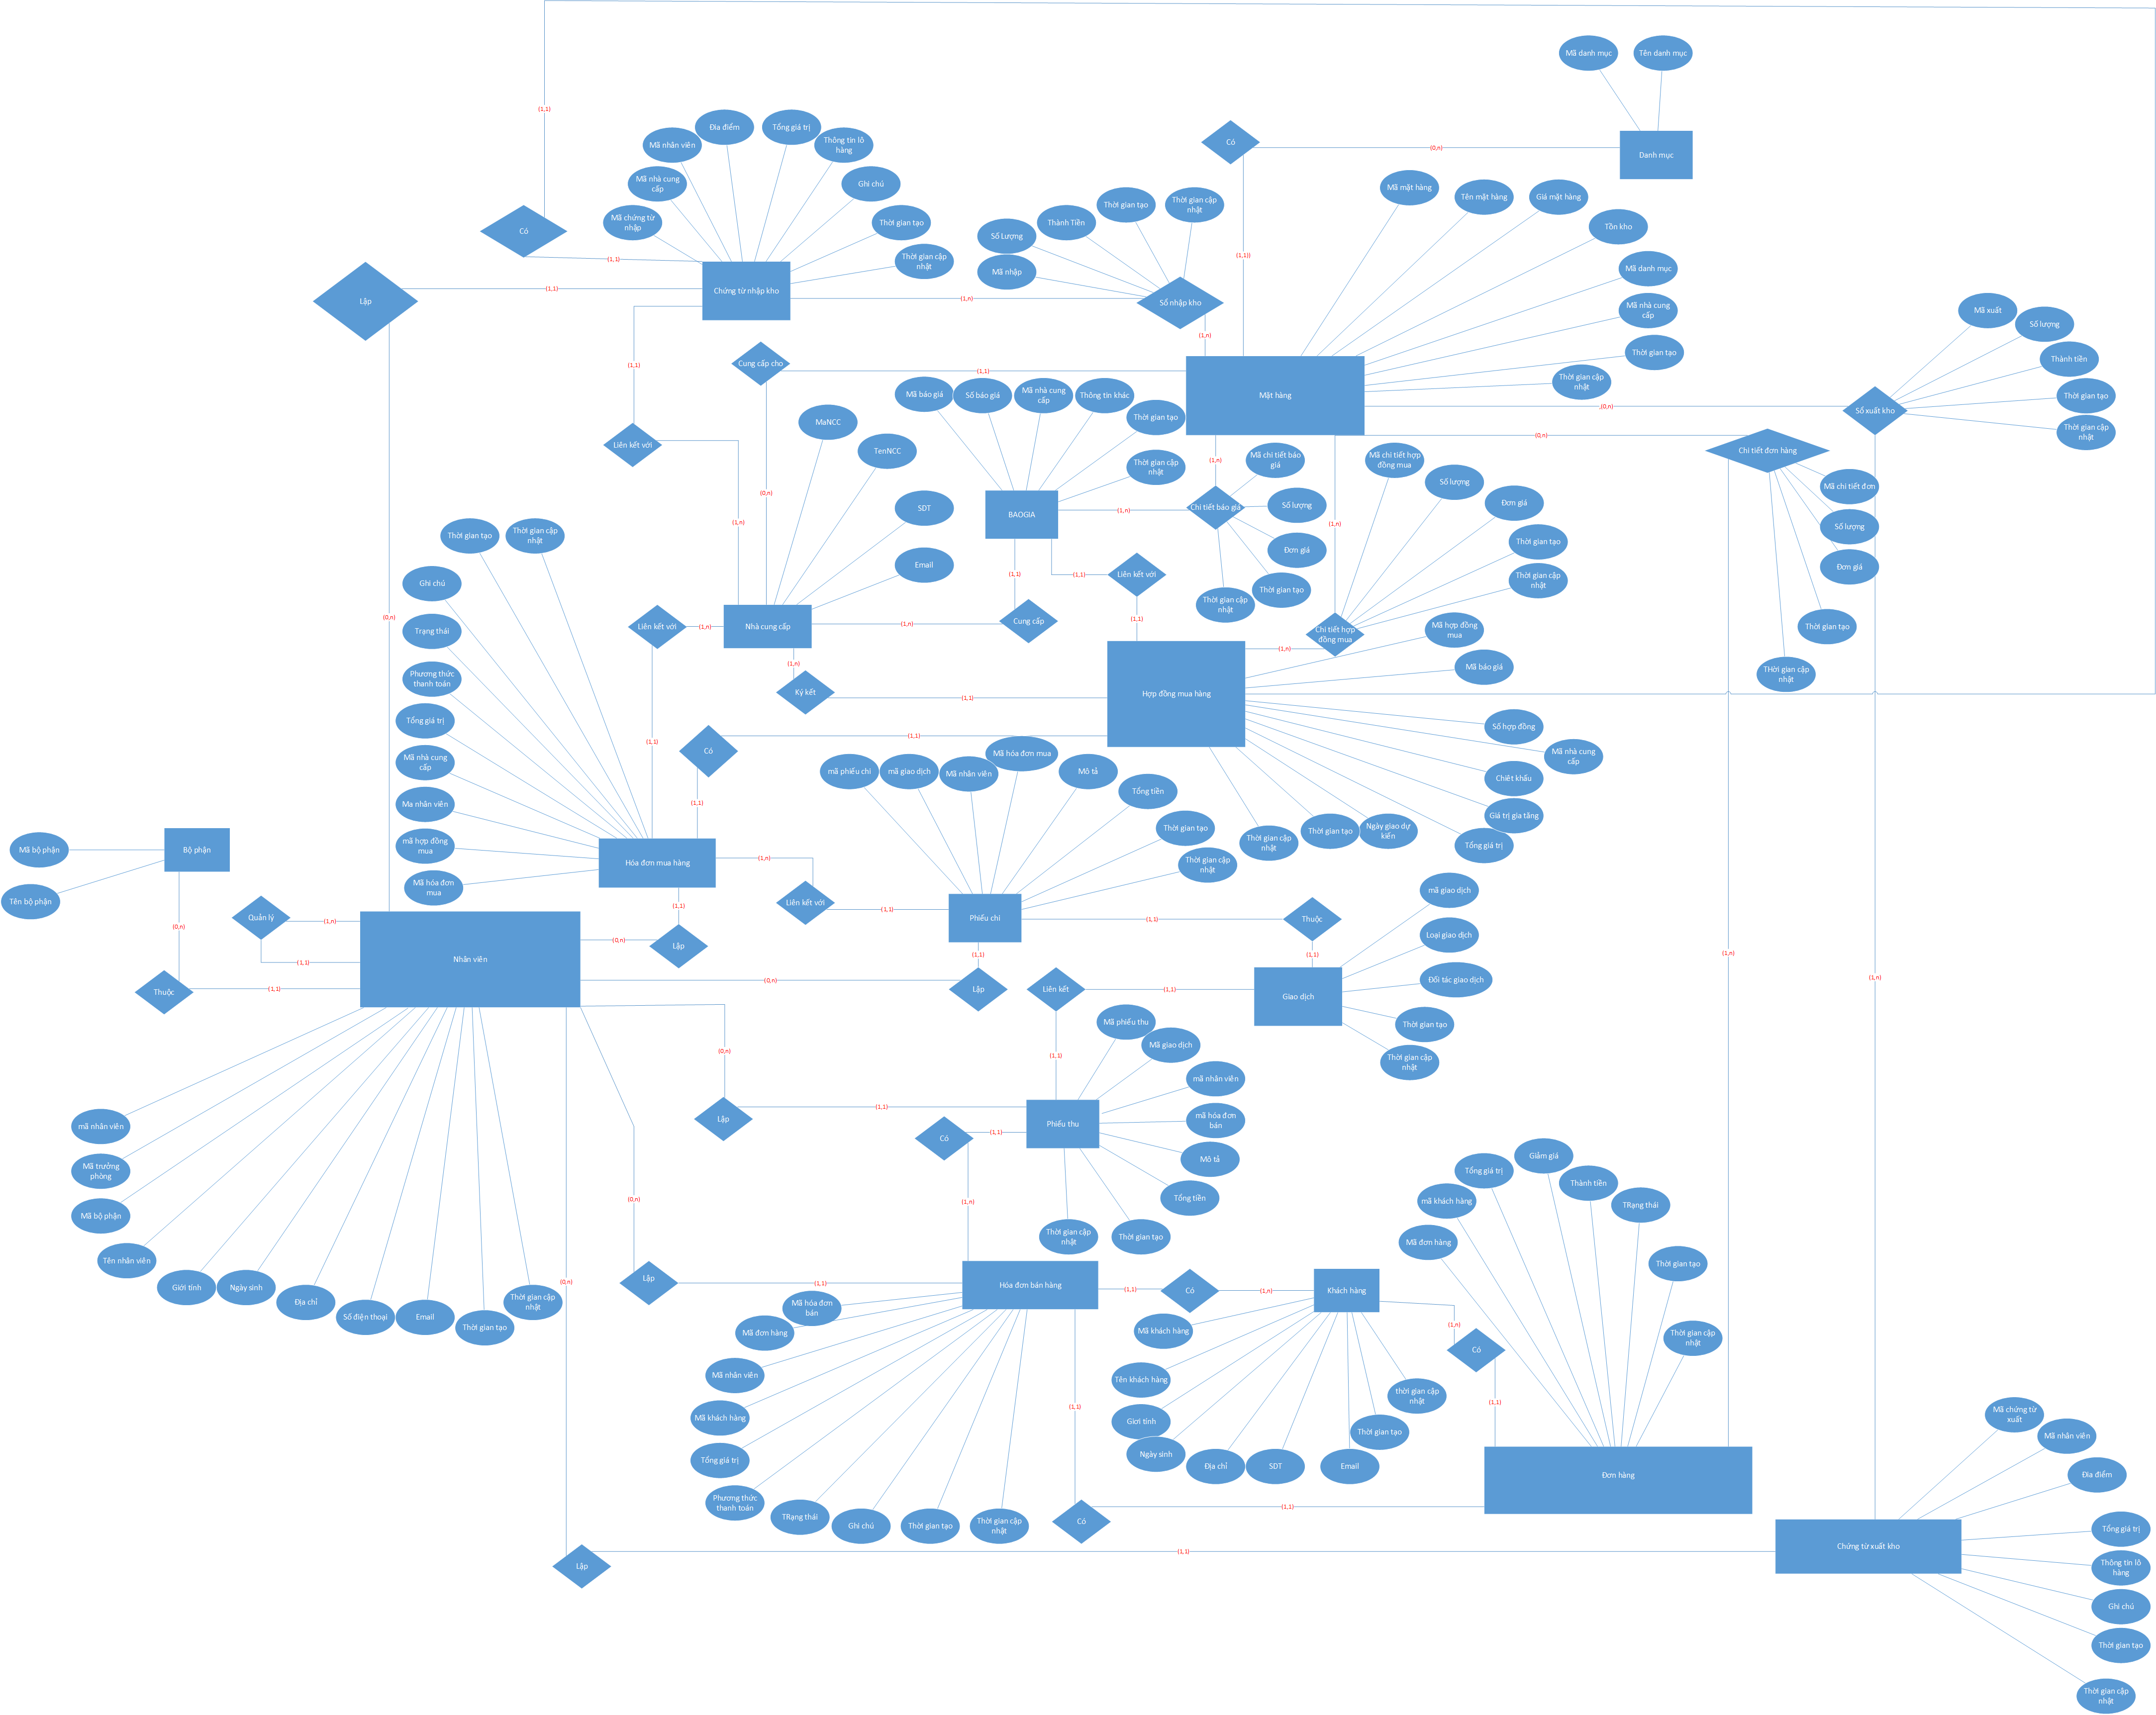 Mã danh mục
Tên danh mục
(1,1)
Đia điểm
Tổng giá trị
Mã nhân viên
Thông tin lô
hàng
Có
(0,n)
Danh mục
Mã nhà cung
cấp
Ghi chú
Mã chứng từ
nhập
Thời gian tạo
Có
(1,1)
Thời gian cập
nhật
Chứng từ nhập kho
Lập
(1,1)
(1,n)
Số Lượng
Thành Tiền
Thời gian tạo
Thời gian cập
nhật
Mã nhập
Sổ nhập kho
(1,n)
(1,1))
Mã mặt hàng
Tên mặt hàng
Giá mặt hàng
Tồn kho
Mã danh mục
Mã nhà cung
cấp
Thời gian tạo
Thời gian cập
nhật
Mặt hàng
,(0,n)
Mã xuất
Số lượng
Thành tiền
Thời gian tạo
Thời gian cập
nhật
Sổ xuất kho
(1,1)
Cung cấp cho
(1,1)
Liên kết với
(0,n)
(1,n)
Mã báo giá
Số báo giá
Mã nhà cung
cấp
Thông tin khác
Thời gian tạo
Thời gian cập
nhật
BAOGIA
(1,n)
(1,n)
Chi tiết báo giá
Mã chi tiết báo
giá
Số lượng
Đơn giá
Thời gian tạo
Thời gian cập
nhật
(0,n)
Chi tiết đơn hàng
Mã chi tiết đơn
Số lượng
Đơn giá
Thời gian tạo
THời gian cập
nhật
Mã chi tiết hợp
đồng mua
Số lượng
Đơn giá
Thời gian tạo
Thời gian cập
nhật
(1,n)
Chi tiết hợp
đồng mua
(1,n)
MaNCC
TenNCC
SDT
Email
Nhà cung cấp
(1,n)
Cung cấp
(1,1)
(1,1)
Liên kết với
(1,1)
Liên kết với
(1,n)
(1,n)
Ký kết
(1,1)
Hợp đồng mua hàng
Mã hợp đồng
mua
Mã báo giá
Số hợp đồng
Mã nhà cung
cấp
Chiêt khấu
Giá trị gia tăng
Tổng giá trị
Ngày giao dự
kiến
Thời gian tạo
Thời gian cập
nhật
Thời gian tạo
Thời gian cập
nhật
Ghi chú
Trạng thái
Phương thức
thanh toán
Tổng giá trị
Mã nhà cung
cấp
Ma nhân viên
mã hợp đồng
mua
Mã hóa đơn
mua
(0,n)
(1,1)
Có
(1,1)
(1,1)
Hóa đơn mua hàng
(1,n)
Liên kết với
(1,1)
(1,1)
Lập
(0,n)
mã phiếu chi
mã giao dịch
Mã nhân viên
Mã hóa đơn mua
Mô tả
Tổng tiền
Thời gian tạo
Thời gian cập
nhật
Phiếu chi
(1,1)
Thuộc
(1,1)
(1,1)
Lập
(0,n)
Mã bộ phận
Tên bộ phận
Bộ phận
(0,n)
Thuộc
(1,1)
Quản lý
(1,n)
(1,1)
Nhân viên
mã giao dịch
Loại giao dịch
Đối tác giao dịch
Thời gian tạo
Thời gian cập
nhật
Giao dịch
(1,1)
Liên kết
(1,1)
(1,n)
(1,n)
mã nhân viên
Mã trưởng
phòng
Mã bộ phận
Tên nhân viên
Giới tính
Ngày sinh
Địa chỉ
Số điện thoại
Email
Thời gian tạo
Thời gian cập
nhật
(0,n)
Lập
(1,1)
Mã phiếu thu
Mã giao dịch
mã nhân viên
mã hóa đơn
bán
Mô tả
Tổng tiền
Thời gian tạo
Thời gian cập
nhật
Phiếu thu
(1,1)
Có
(1,n)
(0,n)
Lập
(1,1)
Hóa đơn bán hàng
(1,1)
Có
(1,n)
Khách hàng
(1,n)
Có
(1,1)
Mã hóa đơn
bán
Mã đơn hàng
Mã nhân viên
Mã khách hàng
Tổng giá trị
Phương thức
thanh toán
TRạng thái
Ghi chú
Thời gian tạo
Thời gian cập
nhật
Mã khách hàng
Tên khách hàng
Giơi tính
Ngày sinh
Địa chỉ
SDT
Email
Thời gian tạo
thời gian cập
nhật
Mã đơn hàng
mã khách hàng
Tổng giá trị
Giảm giá
Thành tiền
TRạng thái
Thời gian tạo
Thời gian cập
nhật
Đơn hàng
(1,1)
Có
(1,1)
(0,n)
Lập
(1,1)
Chứng từ xuất kho
Mã chứng từ
xuất
Mã nhân viên
Đia điểm
Tổng giá trị
Thông tin lô
hàng
Ghi chú
Thời gian tạo
Thời gian cập
nhật